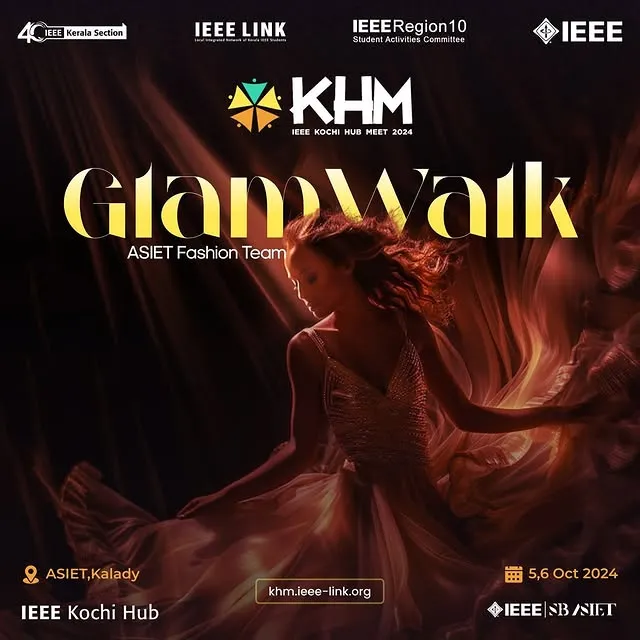 40 IEEE Kerala Section
IEEE LINK
Local Integrated Network of Kerala IEEE Students
IEEE Region 10
Student Activities Committee
IEEE
KHM
IEEE KOCHI HUB MEET 2024
GlamWalk
ASIET Fashion Team
ASIET,Kalady
5,6 Oct 2024
khm.ieee-link.org
IEEE Kochi Hub
IEEE | SB ASIET